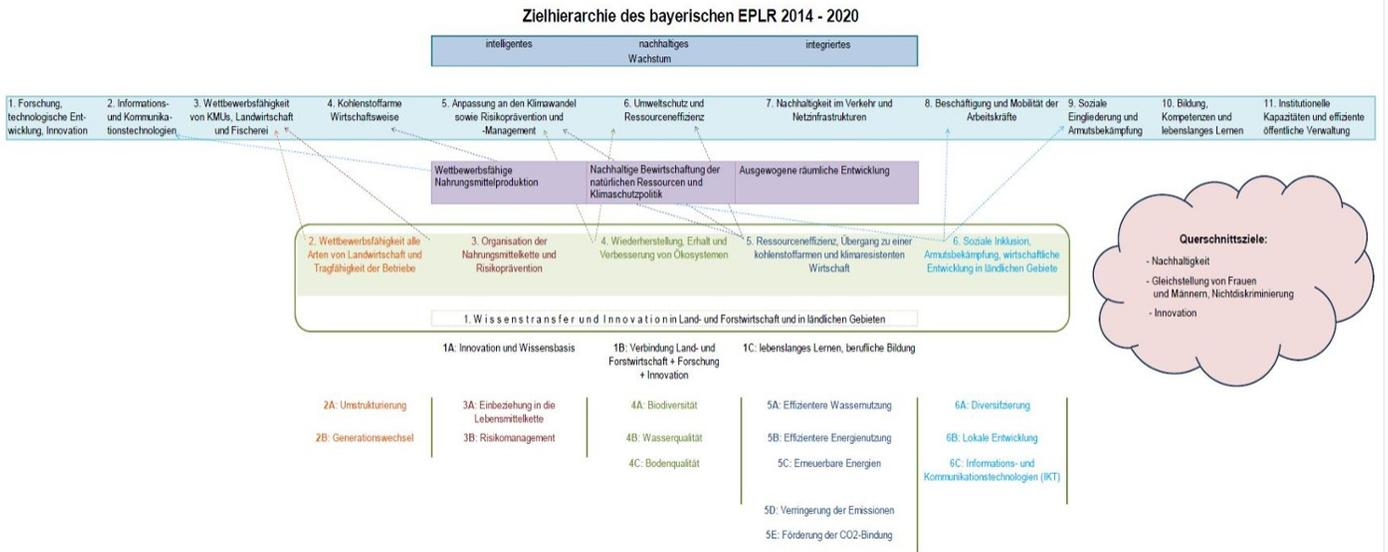 Zielhierarchie des bayerischen EPLR 2014 - 2020
intelligentes nachhaltiges integriertes
Wachstum
1. Forschung,
technologische Ent-
wicklung, Innovation
2. Informations-
und Kommunika-
tionstechnologien
3. Wettbewerbsfähigkeit
von KMUs, Landwirtschaft
und Fischerei
4. Kohlenstoffarme
Wirtschaftsweise
5. Anpassung an den Klimawandel
sowie Risikoprävention und
-Management
6. Umweltschutz und
Ressourceneffizienz
7. Nachhaltigkeit im Verkehr und
Netzinfrastrukturen
8. Beschäftigung und Mobilität der
Arbeitskräfte
9. Soziale
Eingliederung und
Armutsbekämpfung
10. Bildung,
Kompetenzen und
lebenslanges Lernen
11. Institutionelle
Kapazitäten und effiziente
öffentliche Verwaltung
Wettbewerbsfähige
Nahrungsmittelproduktion
Nachhaltige Bewirtschaftung der
natürlichen Ressourcen und
Klimaschutzpolitik
Ausgewogene räumliche Entwicklung
2. Wettbewerbsfähigkeit alle
Arten von Landwirtschaft und
Tragfähigkeit der Betriebe
3. Organisation der
Nahrungsmittelkette und
Risikoprävention
4. Wiederherstellung, Erhalt und
Verbesserung von Ökosystemen
5. Ressourceneffizienz, Übergang zu einer
kohlenstoffarmen und klimaresistenten
Wirtschaft
6. Soziale Inklusion,
Armutsbekämpfung, wirtschaftliche
Entwicklung in ländlichen Gebiete
1. Wissenstransfer und Innovation in Land- und Forstwirtschaft und in ländlichen Gebieten
1A: Innovation und Wissensbasis
1B: Verbindung Land- und
Forstwirtschaft + Forschung
+ Innovation
1C: lebenslanges Lernen, berufliche Bildung
2A: Umstrukturierung
2B: Generationswechsel
3A: Einbeziehung in die
Lebensmittelkette
3B: Risikomanagement
4A: Biodiversität
4B: Wasserqualität
4C: Bodenqualität
5A: Effizientere Wassernutzung
5B: Effizientere Energienutzung
5C: Erneuerbare Energien
5D: Verringerung der Emissionen
5E: Förderung der CO2-Bindung
6A: Diversifizierung
6B: Lokale Entwicklung
6C: Informations- und
Kommunikationstechnologien (IKT)
Querschnittsziele:
- Nachhaltigkeit
- Gleichstellung von Frauen
und Männern, Nichtdiskriminierung
- Innovation